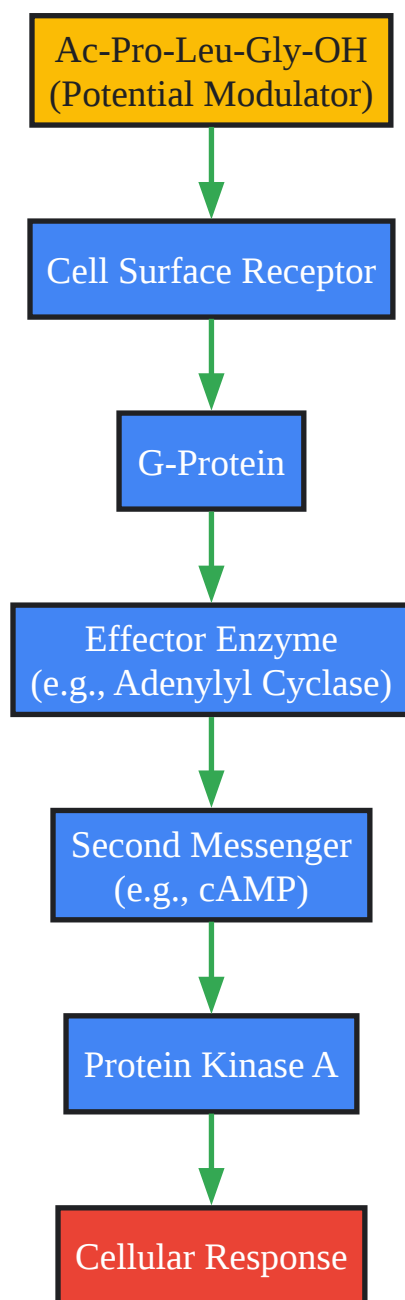 Ac-Pro-Leu-Gly-OH
(Potential Modulator)
Cell Surface Receptor
G-Protein
Effector Enzyme
(e.g., Adenylyl Cyclase)
Second Messenger
(e.g., cAMP)
Protein Kinase A
Cellular Response